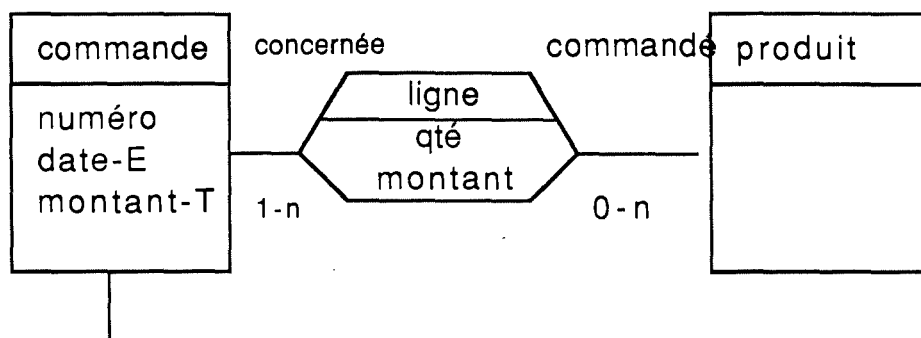 commande
concernée
commandé
produit
ligne
numéro
date-E
montant-T
qté
montant
1-n
0-n